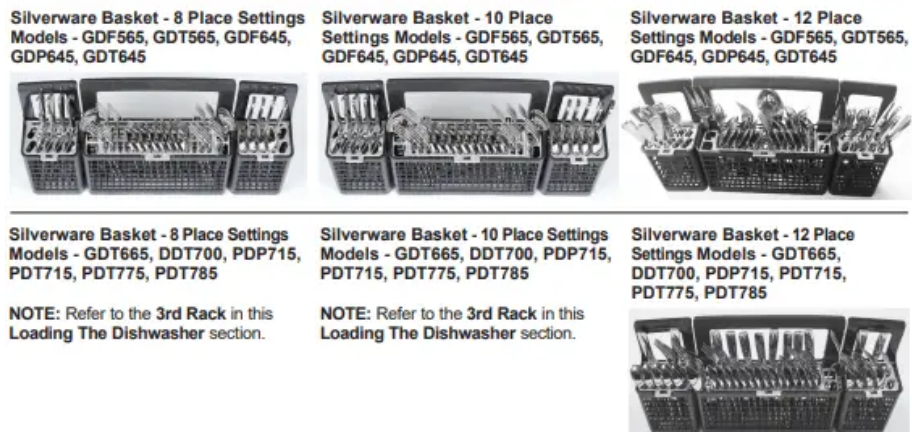 Silverware Basket - 8 Place Settings
Models - GDF565, GDT565, GDF645,
GDP645, GDT645
Silverware Basket - 10 Place
Settings Models - GDF565, GDT565,
GDF645, GDP645, GDT645
Silverware Basket - 12 Place
Settings Models - GDF565, GDT565,
GDF645, GDP645, GDT645
Silverware Basket - 8 Place Settings
Models - GDT665, DDT700, PDP715,
PDT715, PDT775, PDT785
NOTE: Refer to the 3rd Rack in this
Loading The Dishwasher section.
Silverware Basket - 10 Place Settings
Models - GDT665, DDT700, PDP715,
PDT715, PDT775, PDT785
NOTE: Refer to the 3rd Rack in this
Loading The Dishwasher section.
Silverware Basket - 12 Place
Settings Models - GDT665,
DDT700, PDP715, PDT715,
PDT775, PDT785